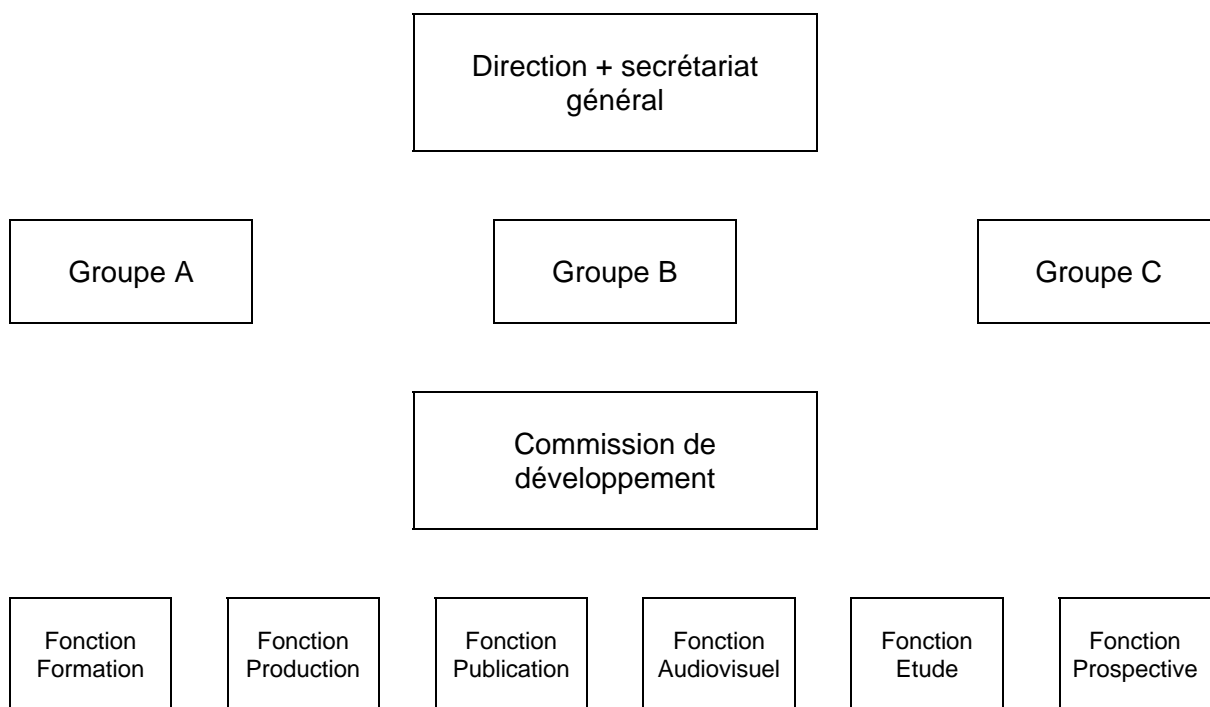 Direction + secrétariat
général
Groupe A
Groupe B
Groupe C
Commission de
développement
Fonction
Formation
Fonction
Production
Fonction
Publication
Fonction
Audiovisuel
Fonction
Etude
Fonction
Prospective